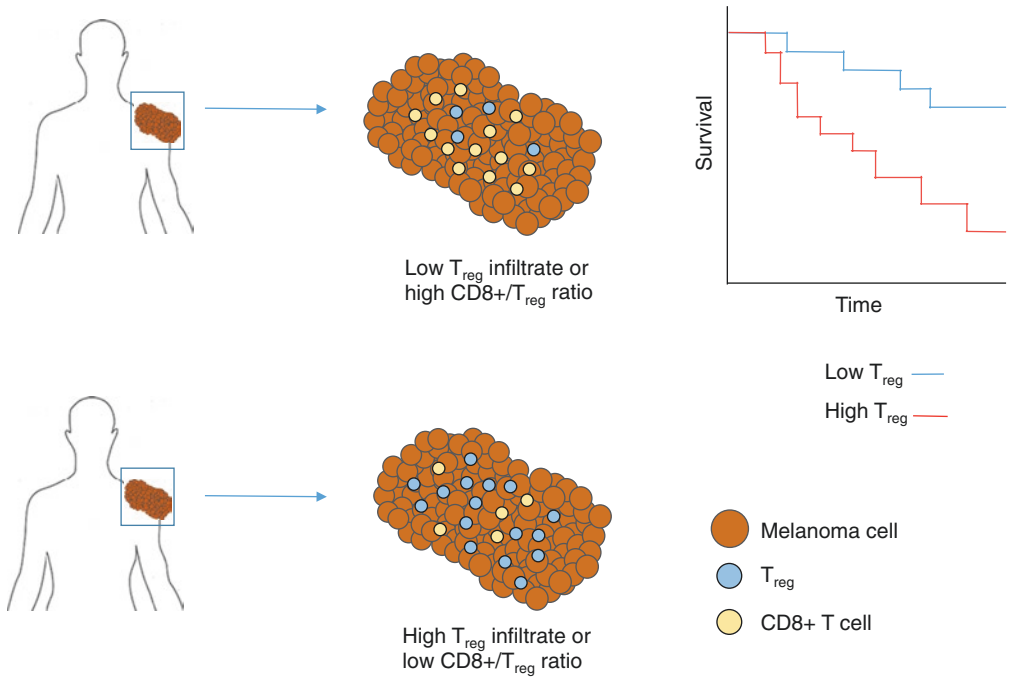 Low Treg infiltrate or
high CD8+/Treg ratio
Survival
Time
Low Treg
High Treg
High Treg infiltrate or
low CD8+/Treg ratio
Melanoma cell
Treg
CD8+ T cell